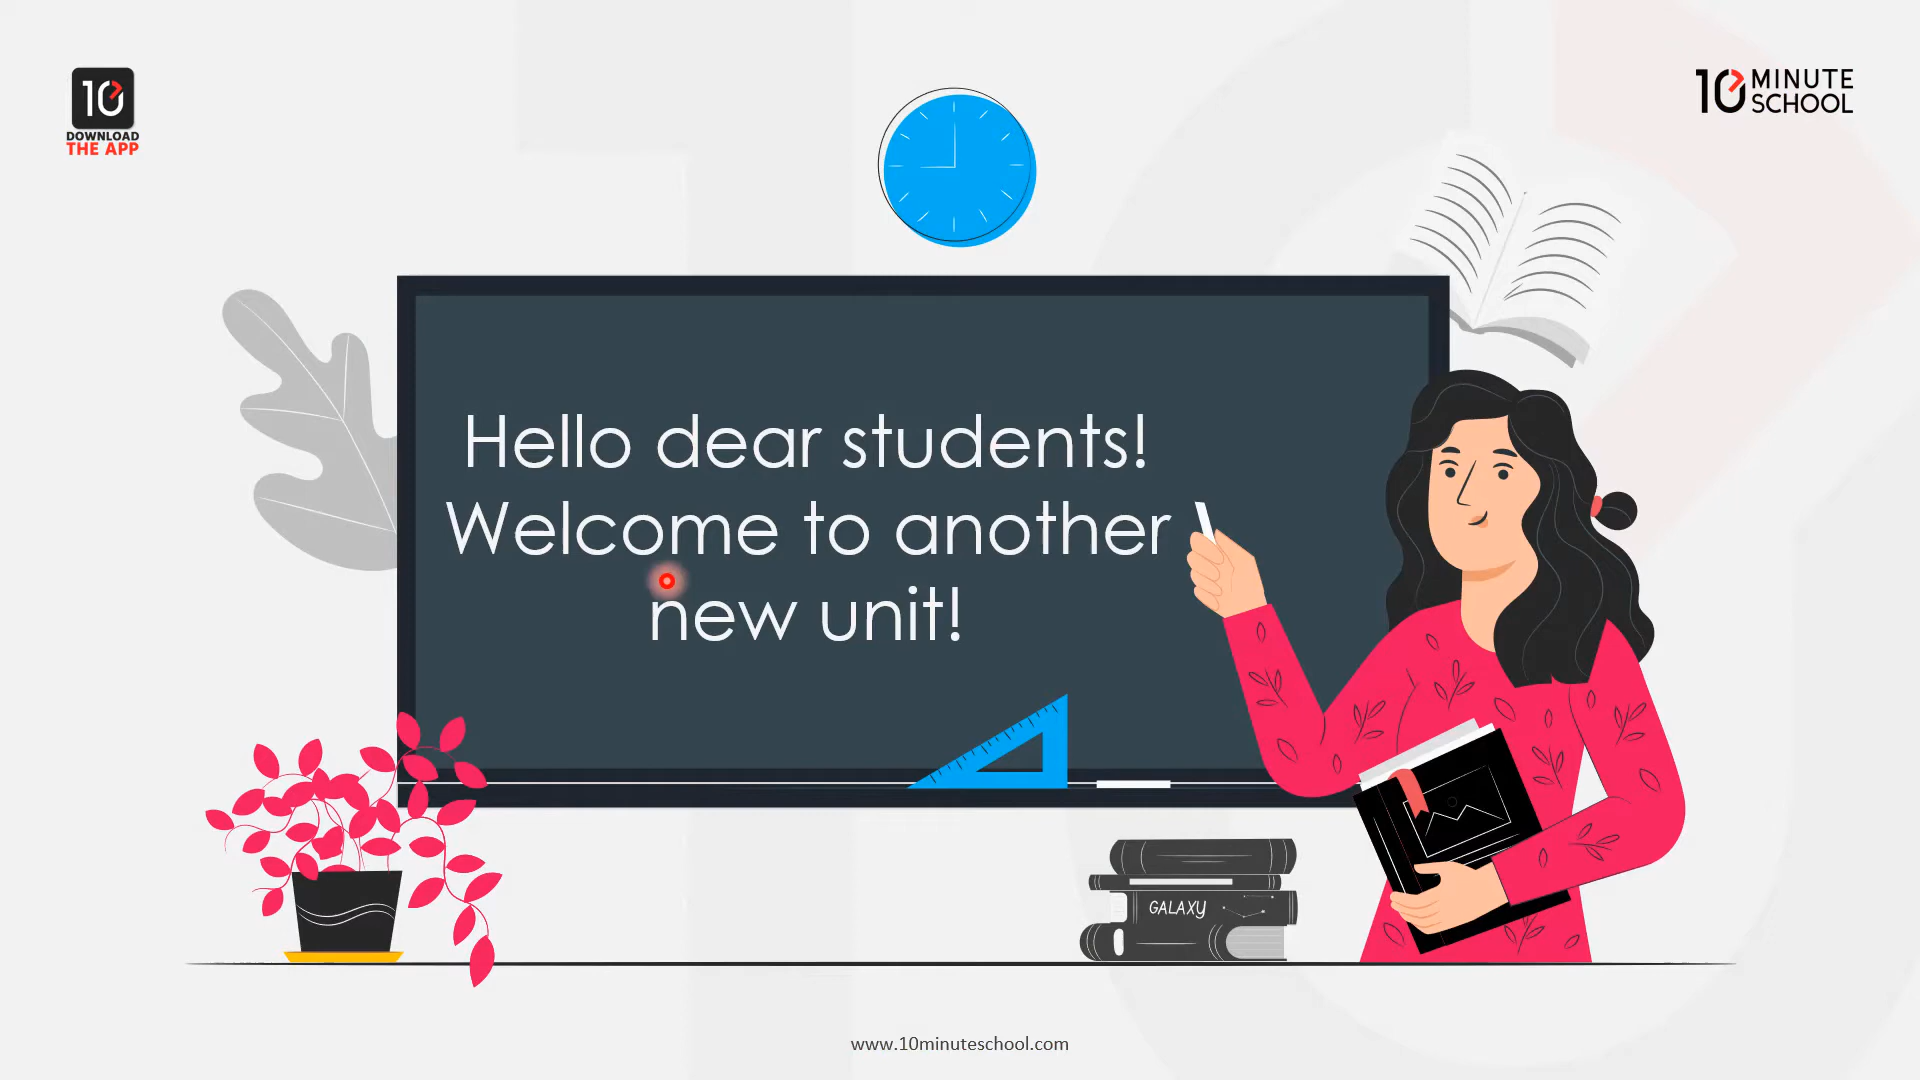 10
DOWNLOAD
THE APP
10 MINUTE
SCHOOL
Hello dear students!
Welcome to another
new unit!
GALAXY
www.10minuteschool.com